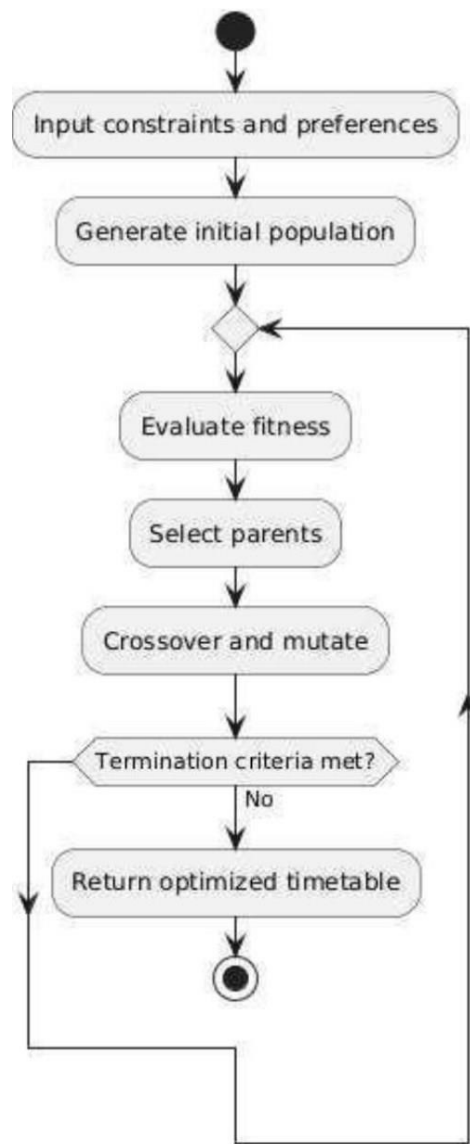 Input constraints and preferences
Generate initial population
Evaluate fitness
Select parents
Crossover and mutate
Termination criteria met?
No
Return optimized timetable